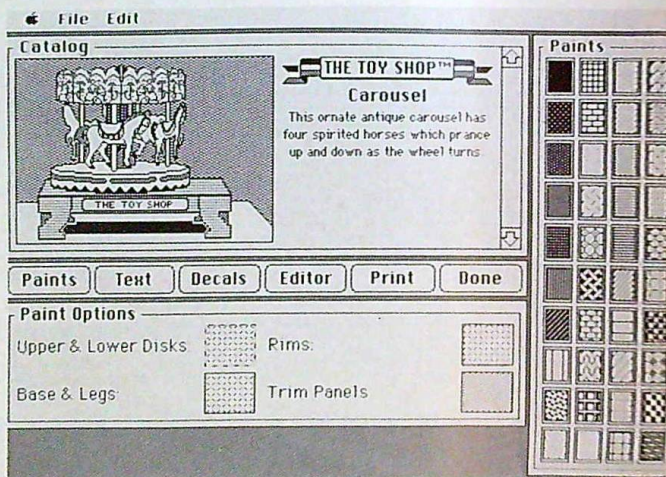 File Edit
Catalog
THE TOY SHOP™
Carousel
This ornate antique carousel has
four spirited horses which prance
up and down as the wheel turns.
THE TOY SHOP
Paints Text Decals Editor Print Done
Paint Options
Upper & Lower Disks Rims:
Base & Legs: Trim Panels
Paints